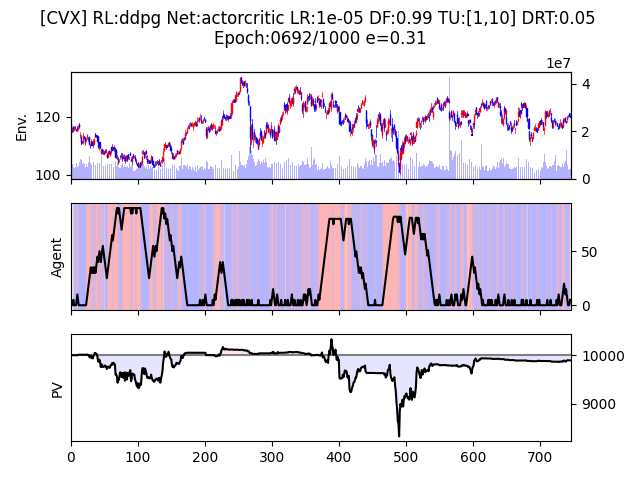 [CVX] RL:ddpg Net:actorcritic LR:1e-05 DF:0.99 TU:[1,10] DRT:0.05
Epoch:0692/1000 e=0.31
1e7
Env.
120
100
4
2
0
Agent
50
0
PV
10000
9000
0 100 200 300 400 500 600 700